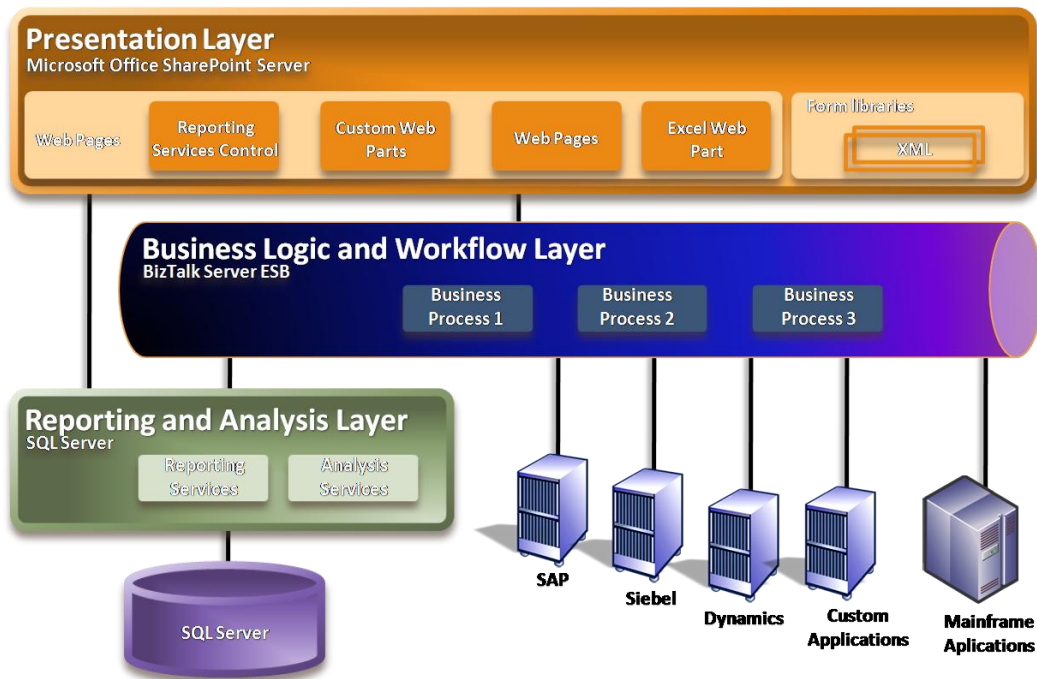 Presentation Layer
Microsoft Office SharePoint Server
Web Pages
Reporting
Services Control
Custom Web
Parts
Web Pages
Excel Web
Part
Form libraries
XML
Business Logic and Workflow Layer
BizTalk Server ESB
Business
Process 1
Business
Process 2
Business
Process 3
Reporting and Analysis Layer
SQL Server
Reporting
Services
Analysis
Services
SQL Server
SAP
Siebel
Dynamics
Custom
Applications
Mainframe
Aplications